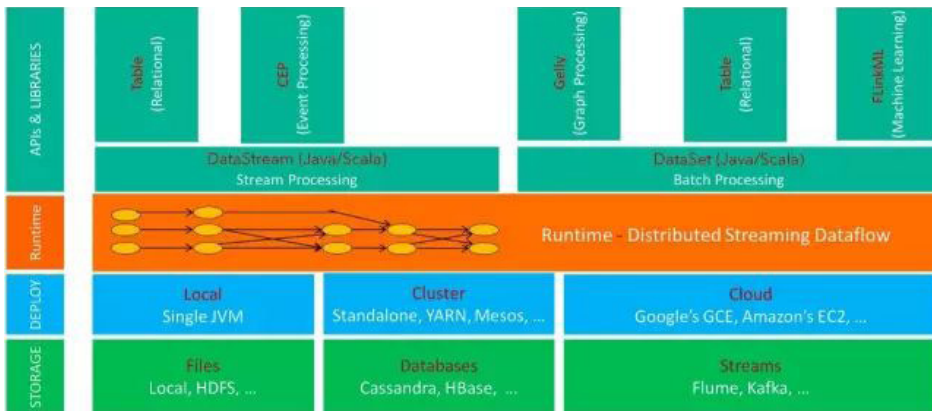 APIs & LIBRARIES
Table
(Relational)
CEP
(Event Processing)
Gelly
(Graph Processing)
Table
(Relational)
FLinkML
(Machine Learning)
DataStream (Java/Scala)
Stream Processing
DataSet (Java/Scala)
Batch Processing
Runtime
Runtime - Distributed Streaming Dataflow
DEPLOY
Local
Single JVM
Cluster
Standalone, YARN, Mesos, ...
Cloud
Google's GCE, Amazon's EC2, ...
STORAGE
Files
Local, HDFS, ...
Databases
Cassandra, HBase, ...
Streams
Flume, Kafka, ...